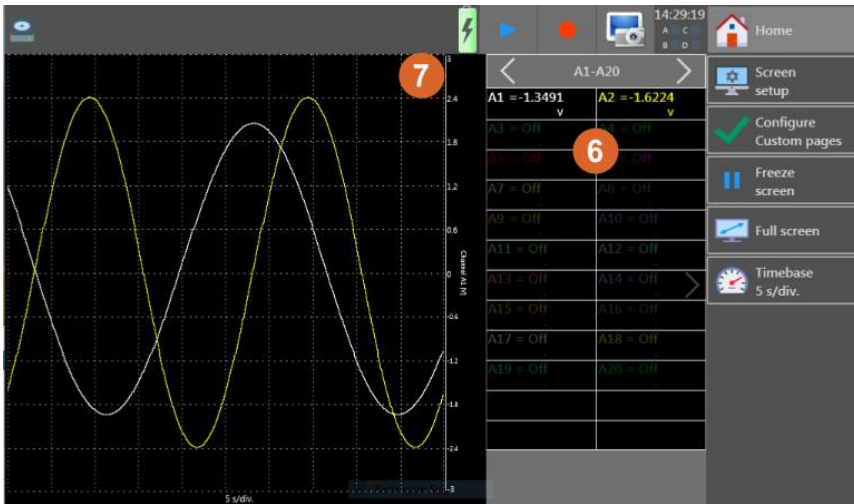 14:29:19
A C
B D
Home
7
3
2.4
1.8
1.2
0.6
0
-0.6
-1.2
-1.8
-2.4
-3
Channel A1 [V]
5 s/div.
A1-A20
A1 =-1.3491
V
A2 =-1.6224
V
A3 = Off
A4 = Off
6
A5 = Off
A7 = Off
A8 = Off
A9 = Off
A10 = Off
A11 = Off
A12 = Off
A13 = Off
A14 = Off
A15 = Off
A16 = Off
A17 = Off
A18 = Off
A19 = Off
A20 = Off
Screen
setup
Configure
Custom pages
Freeze
screen
Full screen
Timebase
5 s/div.